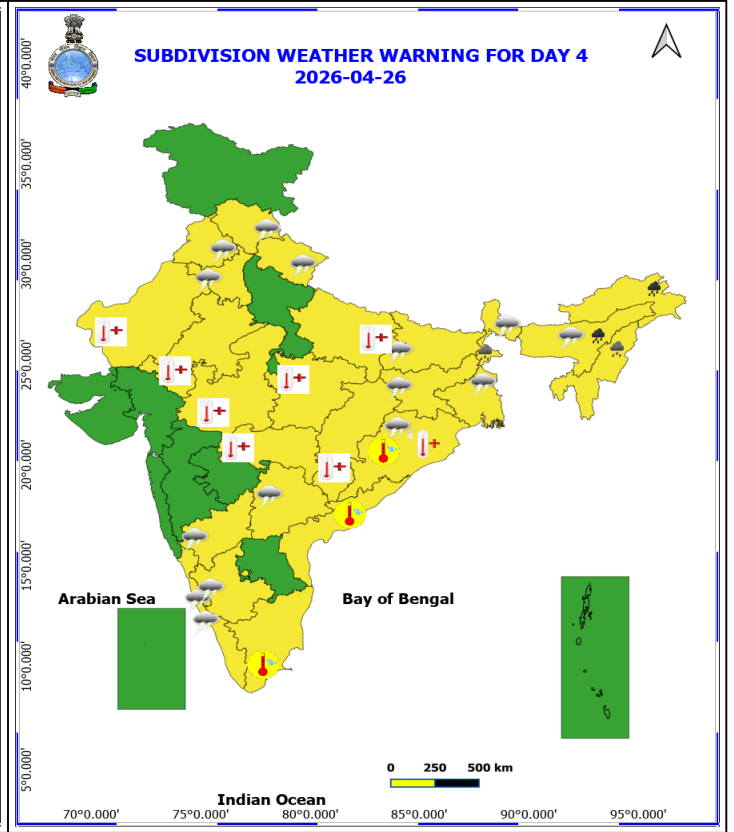 SUBDIVISION WEATHER WARNING FOR DAY 4
2026-04-26
40°0.000'
35°0.000'
30°0.000'
25°0.000'
20°0.000'
15°0.000'
Arabian Sea
Bay of Bengal
10°0.000'
5°0.000'
0 250 500 km
Indian Ocean
70°0.000' 75°0.000' 80°0.000' 85°0.000' 90°0.000' 95°0.000'